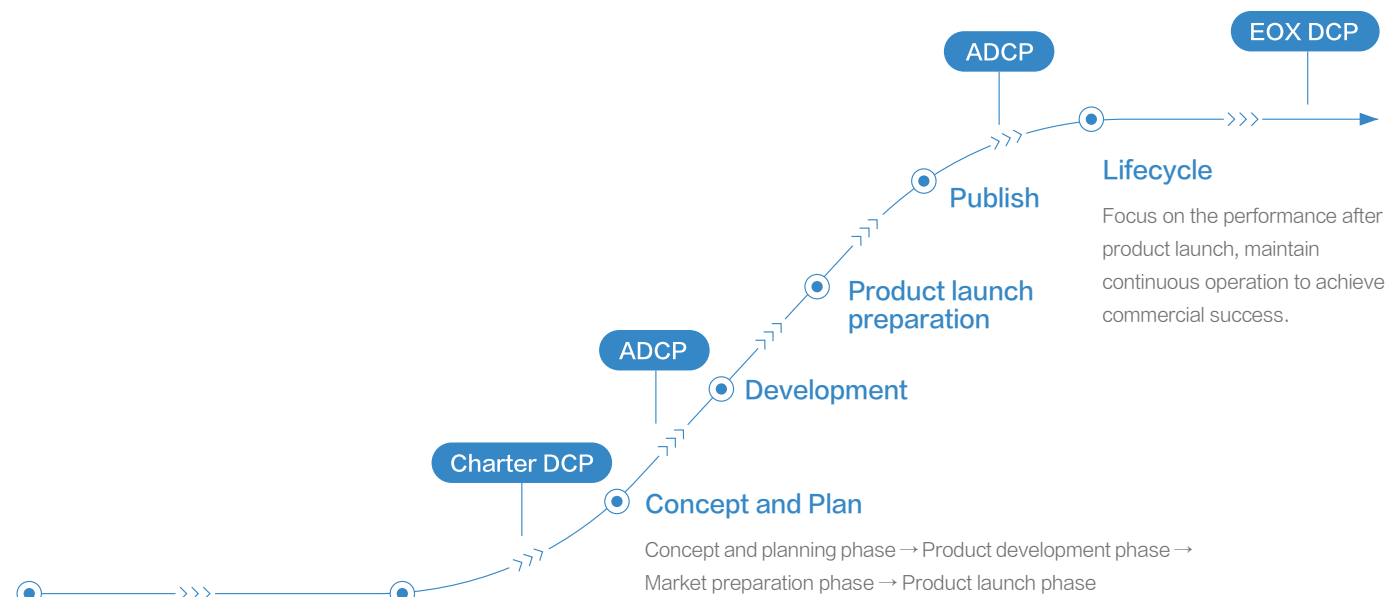 EOX DCP
ADCP
Lifecycle
Publish
Focus on the performance after
product launch, maintain
continuous operation to achieve
commercial success.
Product launch
preparation
ADCP
Development
Charter DCP
Concept and Plan
Concept and planning phase → Product development phase →
Market preparation phase → Product launch phase